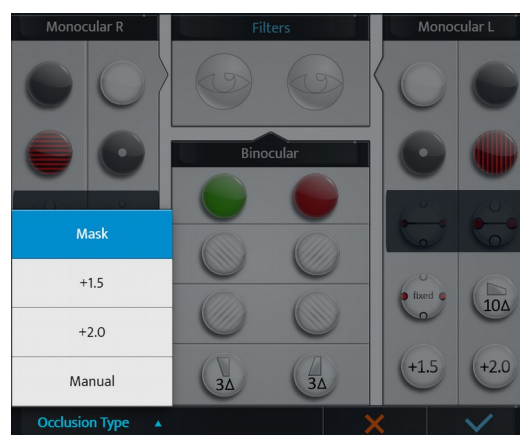 Monocular R
Filters
Monocular L
Binocular
Mask
+1.5
+2.0
Manual
fixed
10Δ
3Δ
3Δ
+1.5
+2.0
Occlusion Type